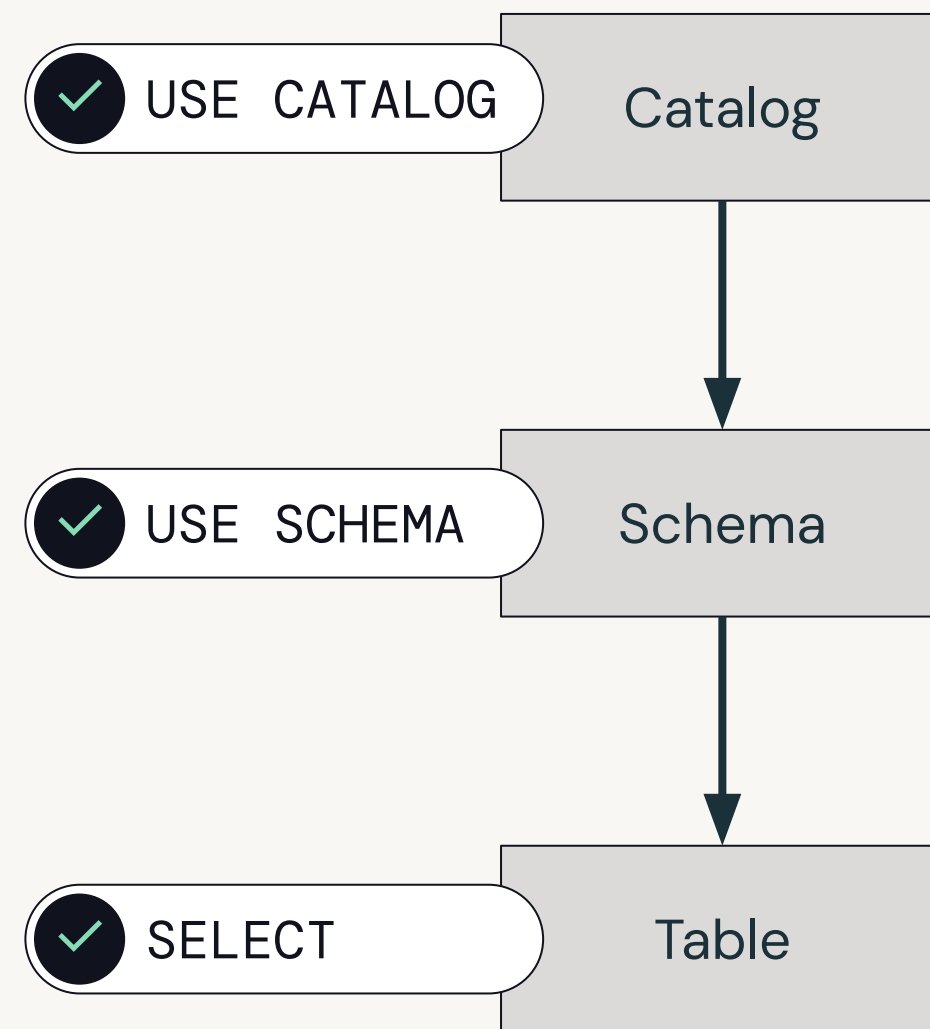 USE CATALOG
Catalog
USE SCHEMA
Schema
SELECT
Table